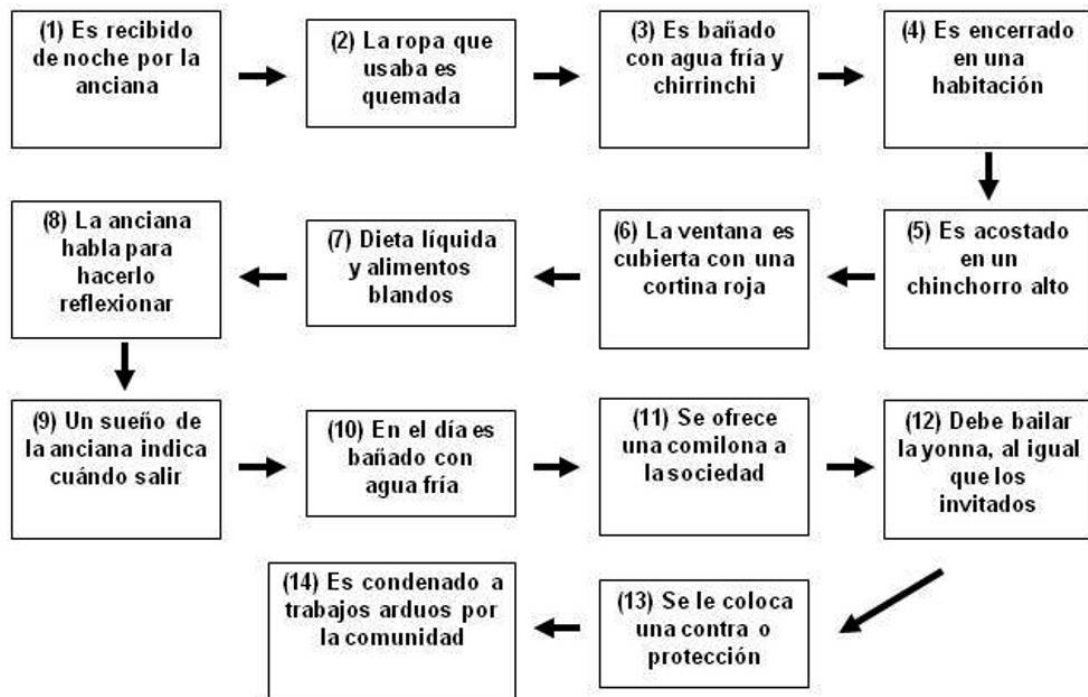 (1) Es recibido
de noche por la
anciana
(2) La ropa que
usaba es
quemada
(3) Es bañado
con agua fría y
chirrinchi
(4) Es encerrado
en una
habitación
(5) Es acostado
en un
chinchorro alto
(6) La ventana es
cubierta con una
cortina roja
(7) Dieta líquida
y alimentos
blandos
(8) La anciana
habla para
hacerlo
reflexionar
(9) Un sueño de
la anciana indica
cuándo salir
(10) En el día es
bañado con
agua fría
(11) Se ofrece
una comilona a
la sociedad
(12) Debe bailar
la yonna, al igual
que los
invitados
(13) Se le coloca
una contra o
protección
(14) Es condenado a
trabajos arduos por
la comunidad